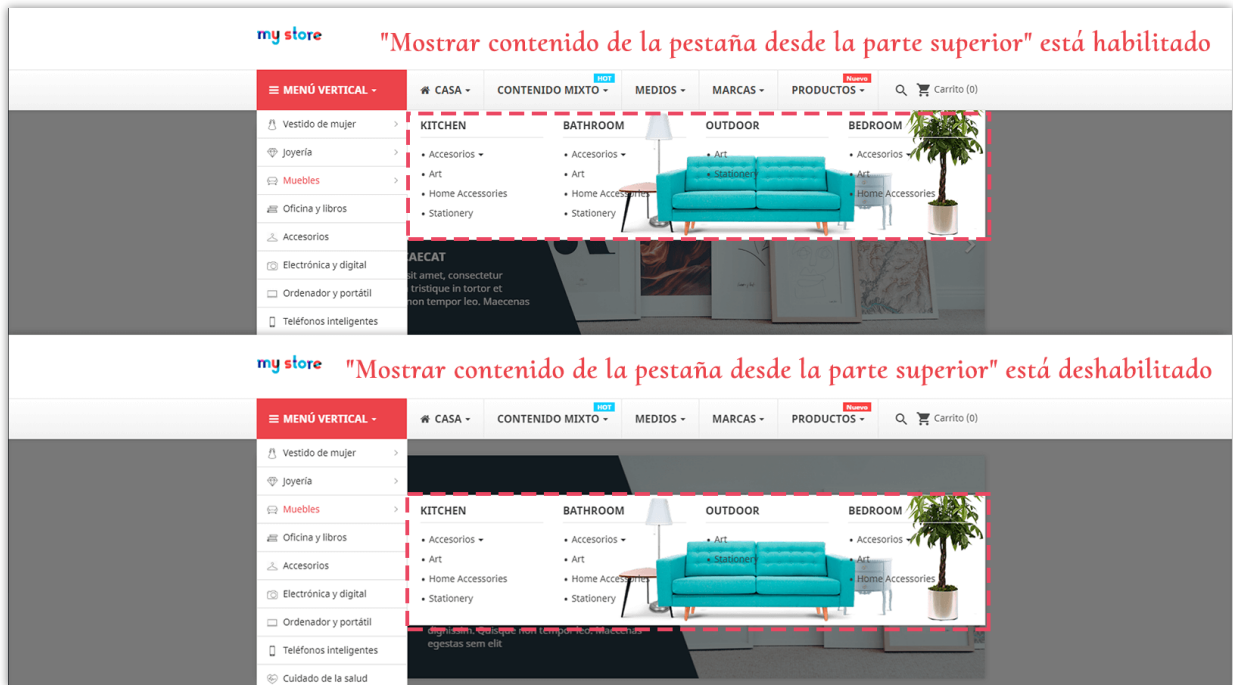 my store
"Mostrar contenido de la pestaña desde la parte superior" está habilitado
HOT
Nuevo
MENÚ VERTICAL
CASA
CONTENIDO MIXTO
MEDIOS
MARCAS
PRODUCTOS
Carrito (0)
Vestido de mujer
Joyería
Muebles
Oficina y libros
Accesorios
Electrónica y digital
Ordenador y portátil
Teléfonos inteligentes
KITCHEN
Accesorios
Art
Home Accessories
Stationery
BATHROOM
Accesorios
Art
Home Accessories
Stationery
OUTDOOR
Art
Stationery
BEDROOM
Accesorios
Art
Home Accessories
AECAT
sit amet, consectetur
tristique in tortor et
non tempor leo. Maecenas
my store
"Mostrar contenido de la pestaña desde la parte superior" está deshabilitado
HOT
Nuevo
MENÚ VERTICAL
CASA
CONTENIDO MIXTO
MEDIOS
MARCAS
PRODUCTOS
Carrito (0)
Vestido de mujer
Joyería
Muebles
Oficina y libros
Accesorios
Electrónica y digital
Ordenador y portátil
Teléfonos inteligentes
Cuidado de la salud
KITCHEN
Accesorios
Art
Home Accessories
Stationery
BATHROOM
Accesorios
Art
Home Accessories
Stationery
OUTDOOR
Art
Stationery
BEDROOM
Accesorios
Art
Home Accessories
dignissim. Quisque non tempor leo. Maecenas
egestas sem elit